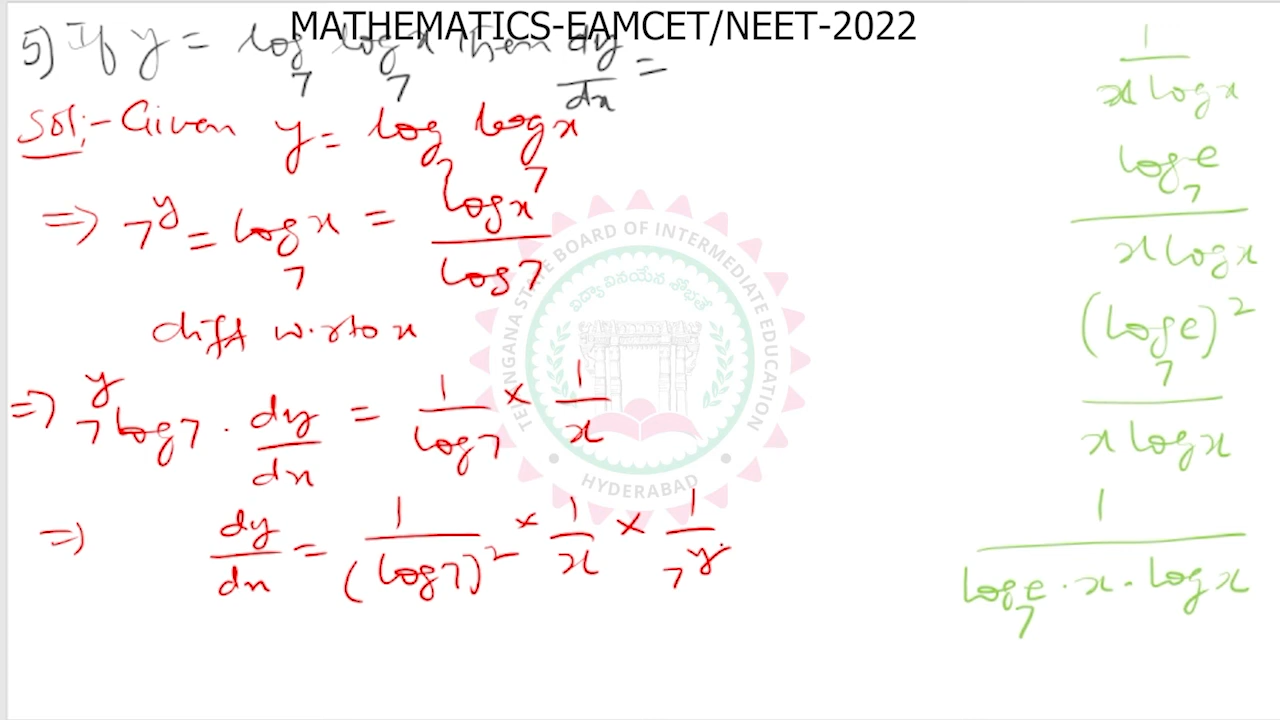 MATHEMATICS-EAMCET/NEET-2022
5) If y = log₇ log₇ x then dy/dx =
Sol:- Given y = log₇ log₇ x
⇒ 7^y = log₇ x = log x / log 7
diff w.r to x
⇒ 7^y log 7 · dy/dx = 1/log 7 × 1/x
⇒ dy/dx = 1/(log 7)² × 1/x × 1/7^y
1/(x log x)
log₇ e/(x log x)
(log₇ e)²/(x log x)
1/(log₇ e · x · log x)
TELANGANA STATE BOARD OF INTERMEDIATE EDUCATION
విద్యా వినయేన శోభతే
HYDERABAD